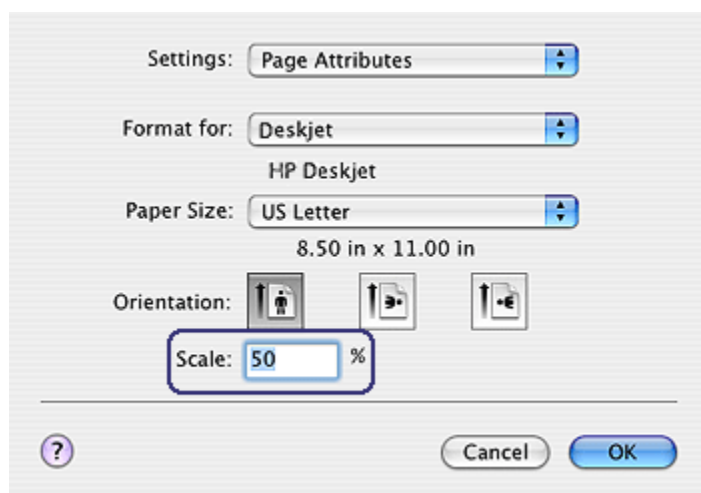 Settings: Page Attributes
Format for: Deskjet
HP Deskjet
Paper Size: US Letter
8.50 in x 11.00 in
Orientation:
Scale: 50 %
? Cancel OK